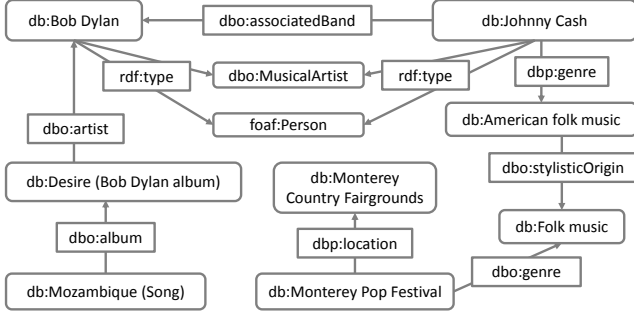 db:Bob Dylan
dbo:associatedBand
db:Johnny Cash
rdf:type
dbo:MusicalArtist
rdf:type
dbp:genre
dbo:artist
foaf:Person
db:American folk music
db:Desire (Bob Dylan album)
db:Monterey
Country Fairgrounds
dbo:stylisticOrigin
dbo:album
dbp:location
db:Folk music
dbo:genre
db:Mozambique (Song)
db:Monterey Pop Festival